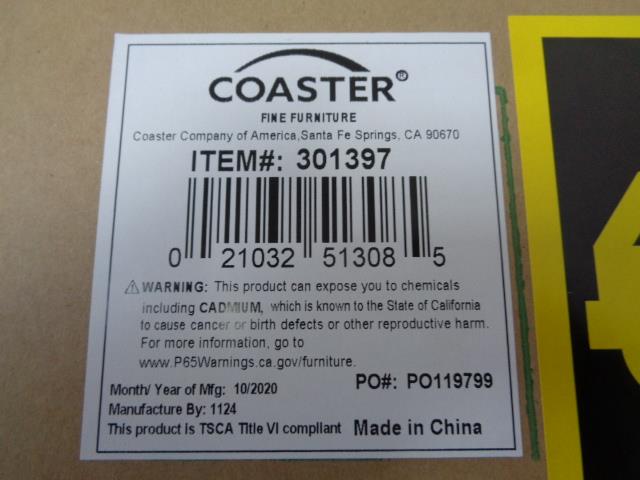 COASTER®
FINE FURNITURE
Coaster Company of America,Santa Fe Springs, CA 90670
ITEM#: 301397
0 21032 51308 5
⚠WARNING: This product can expose you to chemicals
including CADMIUM, which is known to the State of California
to cause cancer or birth defects or other reproductive harm.
For more information, go to
www.P65Warnings.ca.gov/furniture.
Month/ Year of Mfg: 10/2020
PO#: PO119799
Manufacture By: 1124
This product is TSCA Title VI compliant
Made in China